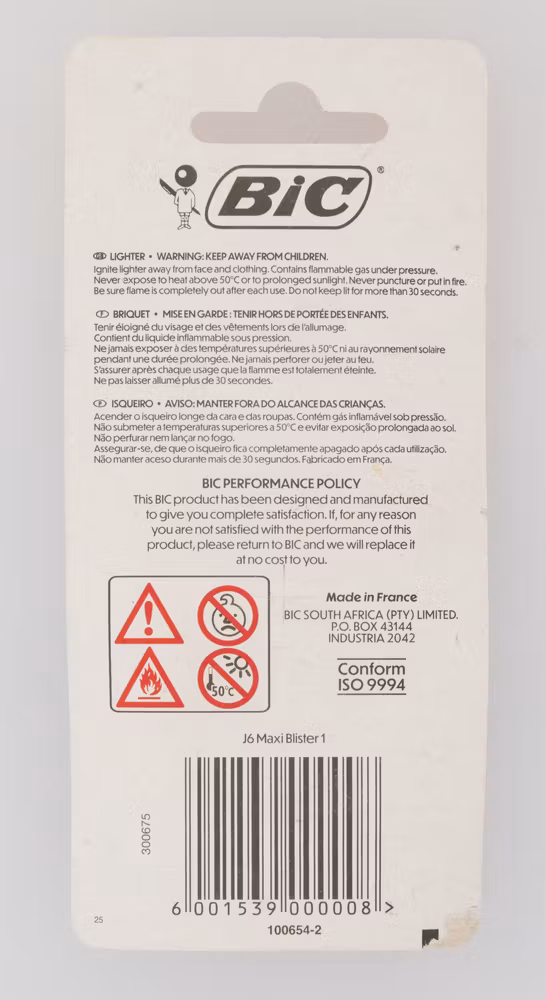 BiC®
GB LIGHTER • WARNING: KEEP AWAY FROM CHILDREN.
Ignite lighter away from face and clothing. Contains flammable gas under pressure.
Never expose to heat above 50°C or to prolonged sunlight. Never puncture or put in fire.
Be sure flame is completely out after each use. Do not keep lit for more than 30 seconds.
F BRIQUET • MISE EN GARDE : TENIR HORS DE PORTÉE DES ENFANTS.
Tenir éloigné du visage et des vêtements lors de l'allumage.
Contient du liquide inflammable sous pression.
Ne jamais exposer à des températures supérieures à 50°C ni au rayonnement solaire
pendant une durée prolongée. Ne jamais perforer ou jeter au feu.
S'assurer après chaque usage que la flamme est totalement éteinte.
Ne pas laisser allumé plus de 30 secondes.
P ISQUEIRO • AVISO: MANTER FORA DO ALCANCE DAS CRIANÇAS.
Acender o isqueiro longe da cara e das roupas. Contém gás inflamável sob pressão.
Não submeter a temperaturas superiores a 50°C e evitar exposição prolongada ao sol.
Não perfurar nem lançar no fogo.
Assegurar-se, de que o isqueiro fica completamente apagado após cada utilização.
Não manter aceso durante mais de 30 segundos. Fabricado em França.
BIC PERFORMANCE POLICY
This BIC product has been designed and manufactured
to give you complete satisfaction. If, for any reason
you are not satisfied with the performance of this
product, please return to BIC and we will replace it
at no cost to you.
50°C
Made in France
BIC SOUTH AFRICA (PTY) LIMITED.
P.O. BOX 43144
INDUSTRIA 2042
Conform
ISO 9994
J6 Maxi Blister 1
300675
6 001539 000008 >
25
100654-2